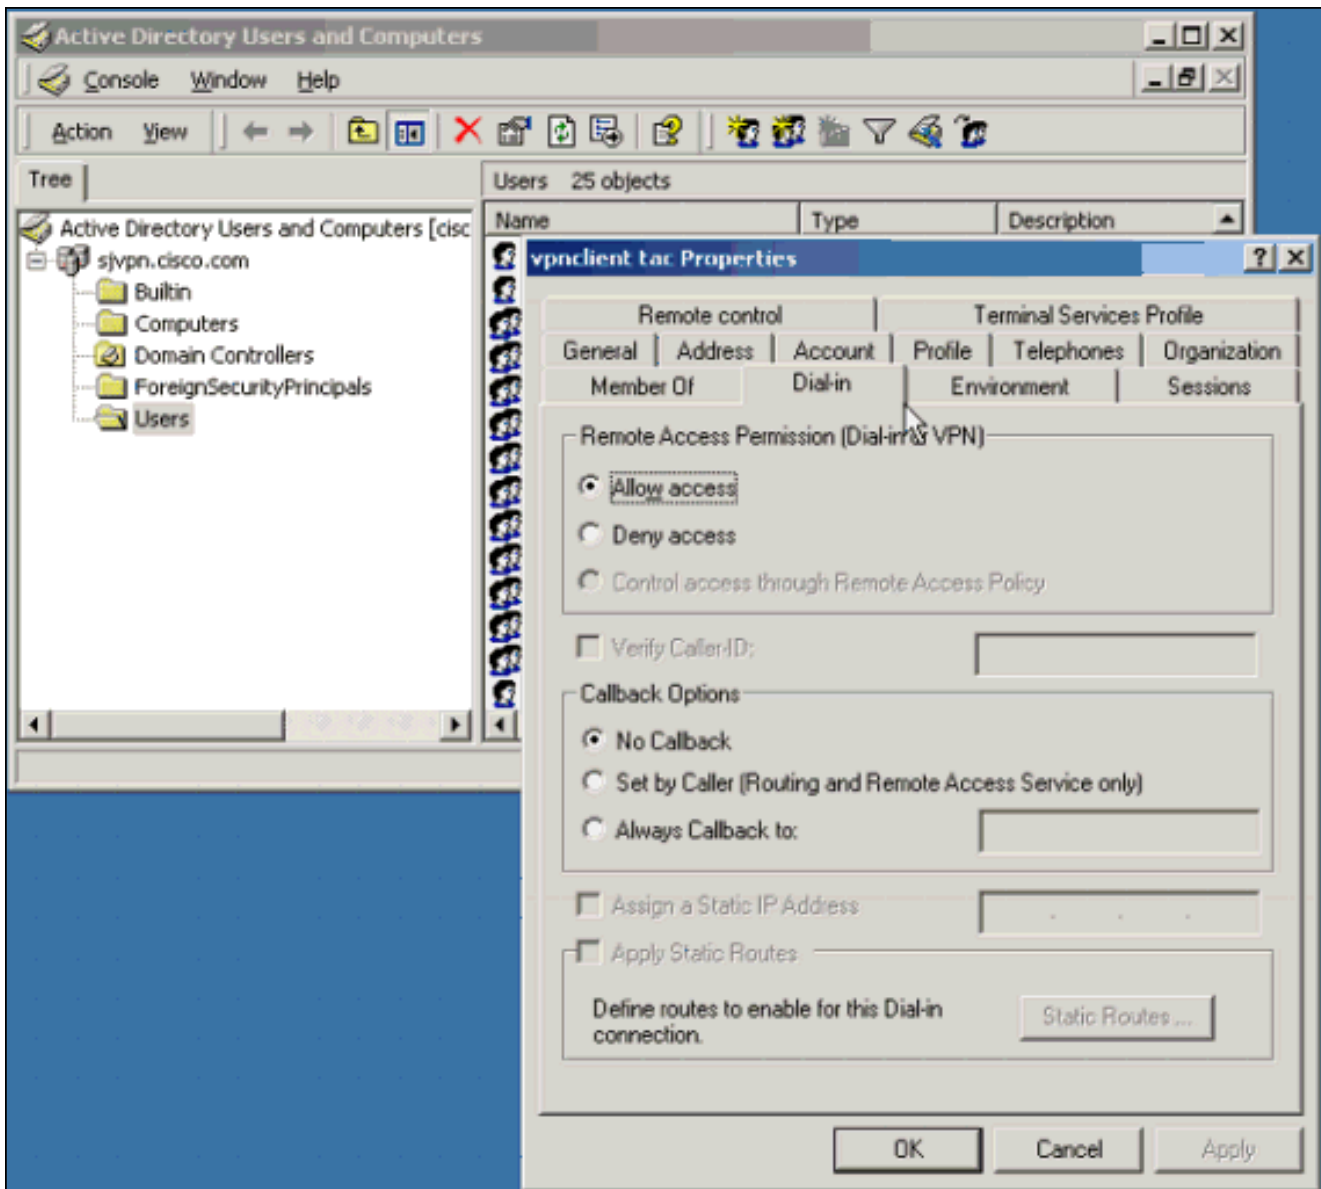 Active Directory Users and Computers
Console Window Help
Action View
Tree
Users 25 objects
Name Type Description
Active Directory Users and Computers [cisc
sjvpn.cisco.com
Builtin
Computers
Domain Controllers
ForeignSecurityPrincipals
Users
vpnclient tac Properties
Remote control Terminal Services Profile
General Address Account Profile Telephones Organization
Member Of Dial-in Environment Sessions
Remote Access Permission (Dial-in & VPN)
Allow access
Deny access
Control access through Remote Access Policy
Verify Caller-ID:
Callback Options
No Callback
Set by Caller (Routing and Remote Access Service only)
Always Callback to:
Assign a Static IP Address
Apply Static Routes
Define routes to enable for this Dial-in
connection.
Static Routes ...
OK Cancel Apply